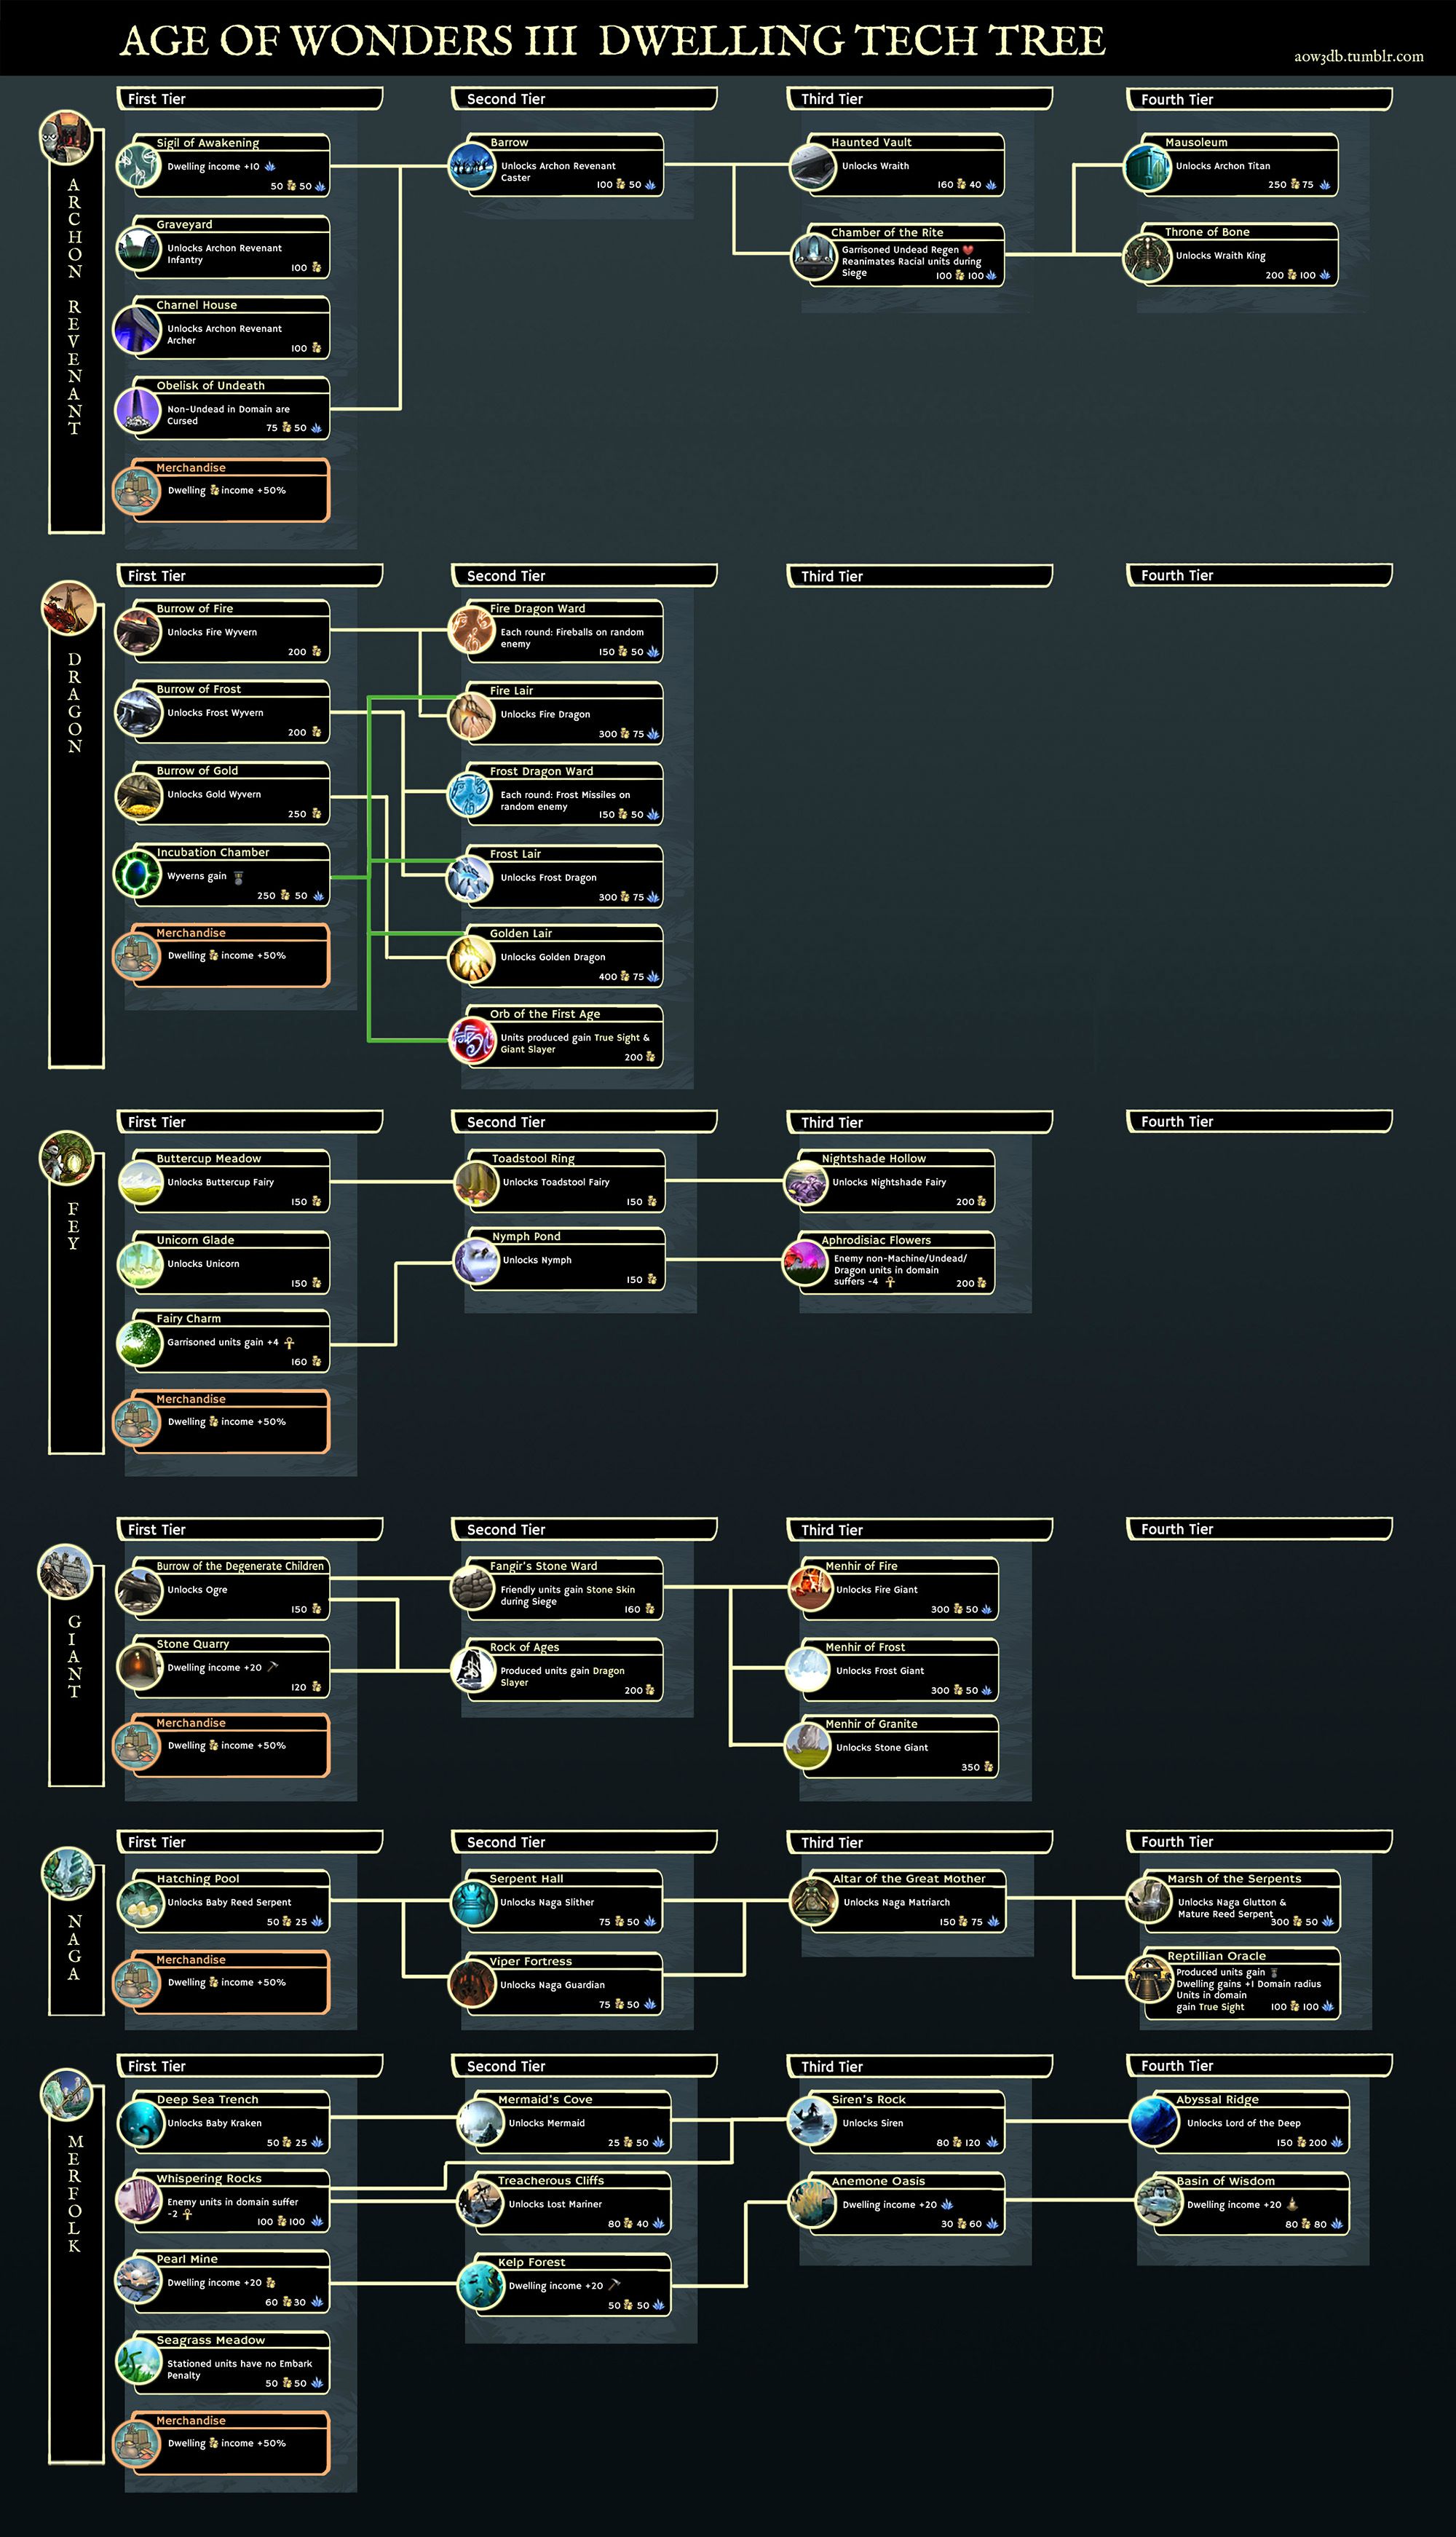 AGE OF WONDERS III DWELLING TECH TREE
aow3db.tumblr.com
ARCHON REVENANT
First Tier
Second Tier
Third Tier
Fourth Tier
Sigil of Awakening
Dwelling income +10
50 50
Graveyard
Unlocks Archon Revenant
Infantry
100
Charnel House
Unlocks Archon Revenant
Archer
100
Obelisk of Undeath
Non-Undead in Domain are
Cursed
75 50
Merchandise
Dwelling income +50%
Barrow
Unlocks Archon Revenant
Caster
100 50
Haunted Vault
Unlocks Wraith
160 40
Chamber of the Rite
Garrisoned Undead Regen
Reanimates Racial units during
Siege
100 100
Mausoleum
Unlocks Archon Titan
250 75
Throne of Bone
Unlocks Wraith King
200 100
DRAGON
First Tier
Second Tier
Third Tier
Fourth Tier
Burrow of Fire
Unlocks Fire Wyvern
200
Burrow of Frost
Unlocks Frost Wyvern
200
Burrow of Gold
Unlocks Gold Wyvern
250
Incubation Chamber
Wyverns gain
250 50
Merchandise
Dwelling income +50%
Fire Dragon Ward
Each round: Fireballs on random
enemy
150 50
Fire Lair
Unlocks Fire Dragon
300 75
Frost Dragon Ward
Each round: Frost Missiles on
random enemy
150 50
Frost Lair
Unlocks Frost Dragon
300 75
Golden Lair
Unlocks Golden Dragon
400 75
Orb of the First Age
Units produced gain True Sight &
Giant Slayer
200
FEY
First Tier
Second Tier
Third Tier
Fourth Tier
Buttercup Meadow
Unlocks Buttercup Fairy
150
Unicorn Glade
Unlocks Unicorn
150
Fairy Charm
Garrisoned units gain +4
160
Merchandise
Dwelling income +50%
Toadstool Ring
Unlocks Toadstool Fairy
150
Nymph Pond
Unlocks Nymph
150
Nightshade Hollow
Unlocks Nightshade Fairy
200
Aphrodisiac Flowers
Enemy non-Machine/Undead/
Dragon units in domain
suffers -4
200
GIANT
First Tier
Second Tier
Third Tier
Fourth Tier
Burrow of the Degenerate Children
Unlocks Ogre
150
Stone Quarry
Dwelling income +20
120
Merchandise
Dwelling income +50%
Fangir's Stone Ward
Friendly units gain Stone Skin
during Siege
160
Rock of Ages
Produced units gain Dragon
Slayer
200
Menhir of Fire
Unlocks Fire Giant
300 50
Menhir of Frost
Unlocks Frost Giant
300 50
Menhir of Granite
Unlocks Stone Giant
350
NAGA
First Tier
Second Tier
Third Tier
Fourth Tier
Hatching Pool
Unlocks Baby Reed Serpent
50 25
Merchandise
Dwelling income +50%
Serpent Hall
Unlocks Naga Slither
75 50
Viper Fortress
Unlocks Naga Guardian
75 50
Altar of the Great Mother
Unlocks Naga Matriarch
150 75
Marsh of the Serpents
Unlocks Naga Glutton &
Mature Reed Serpent
300 50
Reptillian Oracle
Produced units gain
Dwelling gains +1 Domain radius
Units in domain
gain True Sight
100 100
MERFOLK
First Tier
Second Tier
Third Tier
Fourth Tier
Deep Sea Trench
Unlocks Baby Kraken
50 25
Whispering Rocks
Enemy units in domain suffer
-2
100 100
Pearl Mine
Dwelling income +20
60 30
Seagrass Meadow
Stationed units have no Embark
Penalty
50 50
Merchandise
Dwelling income +50%
Mermaid's Cove
Unlocks Mermaid
25 50
Treacherous Cliffs
Unlocks Lost Mariner
80 40
Kelp Forest
Dwelling income +20
50 50
Siren's Rock
Unlocks Siren
80 120
Anemone Oasis
Dwelling income +20
30 60
Abyssal Ridge
Unlocks Lord of the Deep
150 200
Basin of Wisdom
Dwelling income +20
80 80